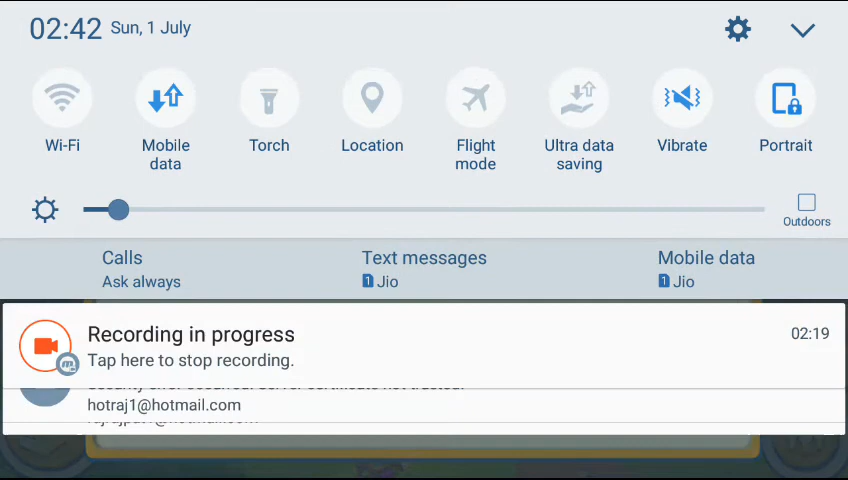 02:42 Sun, 1 July
Wi-Fi
Mobile
data
Torch
Location
Flight
mode
Ultra data
saving
Vibrate
Portrait
Outdoors
Calls
Ask always
Text messages
1 Jio
Mobile data
1 Jio
Recording in progress
02:19
Tap here to stop recording.
hotraj1@hotmail.com